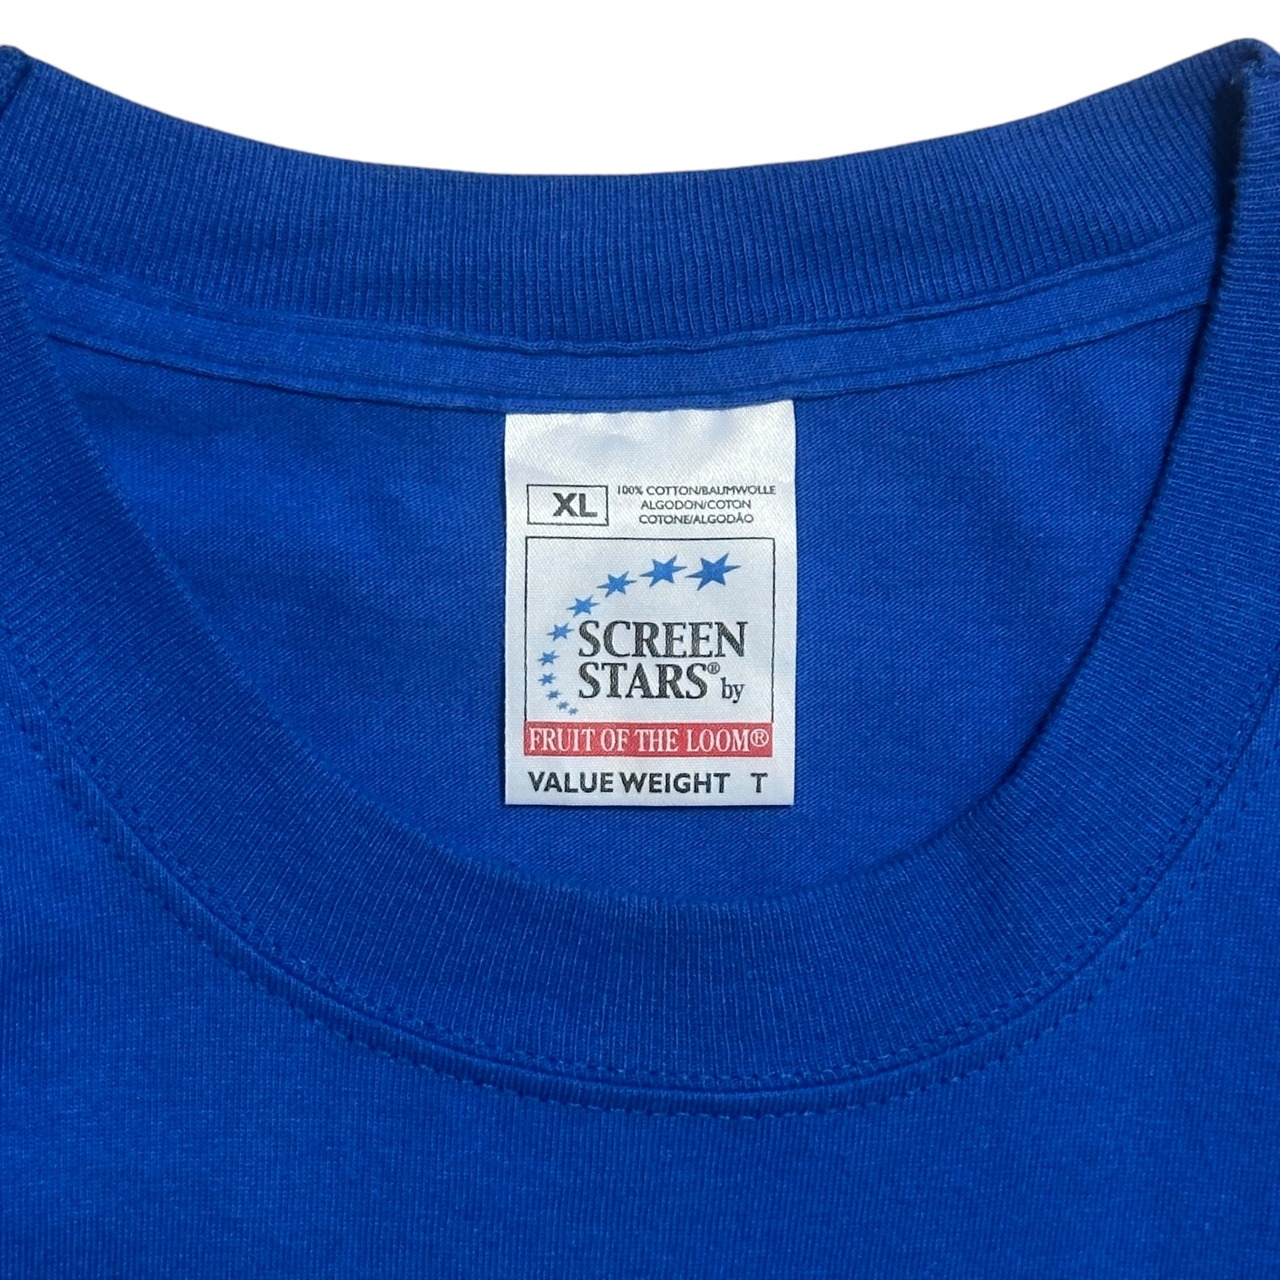 XL
100% COTTON/BAUMWOLLE
ALGODON/COTON
COTONE/ALGODÃO
SCREEN
STARS® by
FRUIT OF THE LOOM®
VALUE WEIGHT T